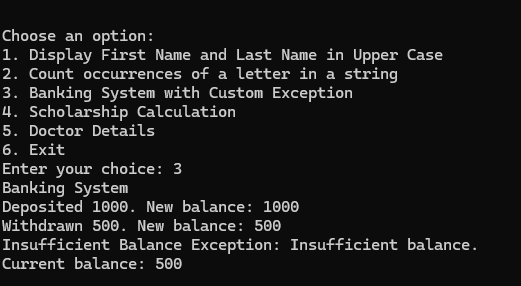 Choose an option:
1. Display First Name and Last Name in Upper Case
2. Count occurrences of a letter in a string
3. Banking System with Custom Exception
4. Scholarship Calculation
5. Doctor Details
6. Exit
Enter your choice: 3
Banking System
Deposited 1000. New balance: 1000
Withdrawn 500. New balance: 500
Insufficient Balance Exception: Insufficient balance.
Current balance: 500